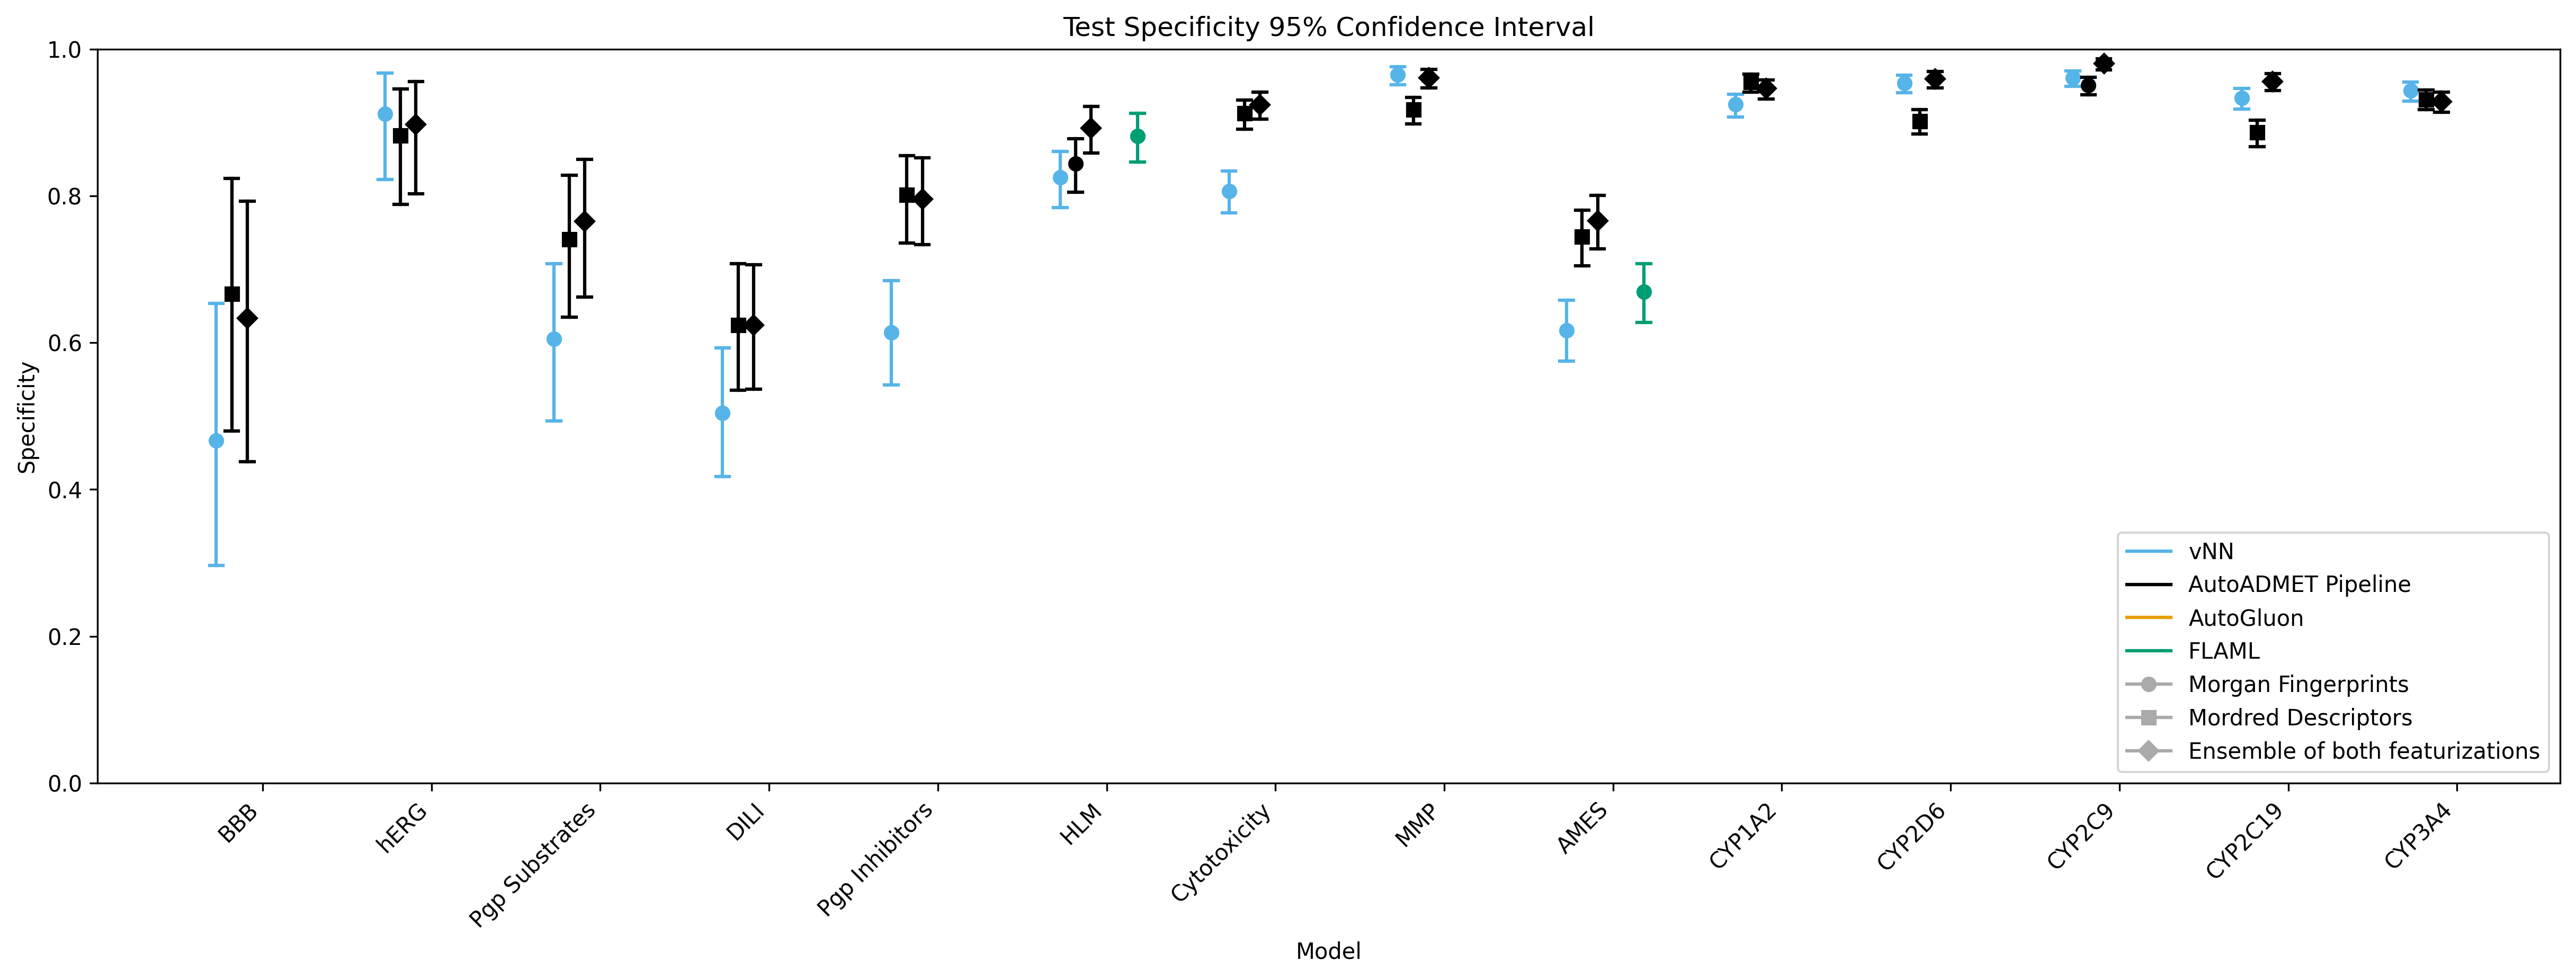 Test Specificity 95% Confidence Interval
1.0
0.8
0.6
0.4
0.2
0.0
Specificity
vNN
AutoADMET Pipeline
AutoGluon
FLAML
Morgan Fingerprints
Mordred Descriptors
Ensemble of both featurizations
BBB
hERG
Pgp Substrates
DILI
Pgp Inhibitors
HLM
Cytotoxicity
MMP
AMES
CYP1A2
CYP2D6
CYP2C9
CYP2C19
CYP3A4
Model